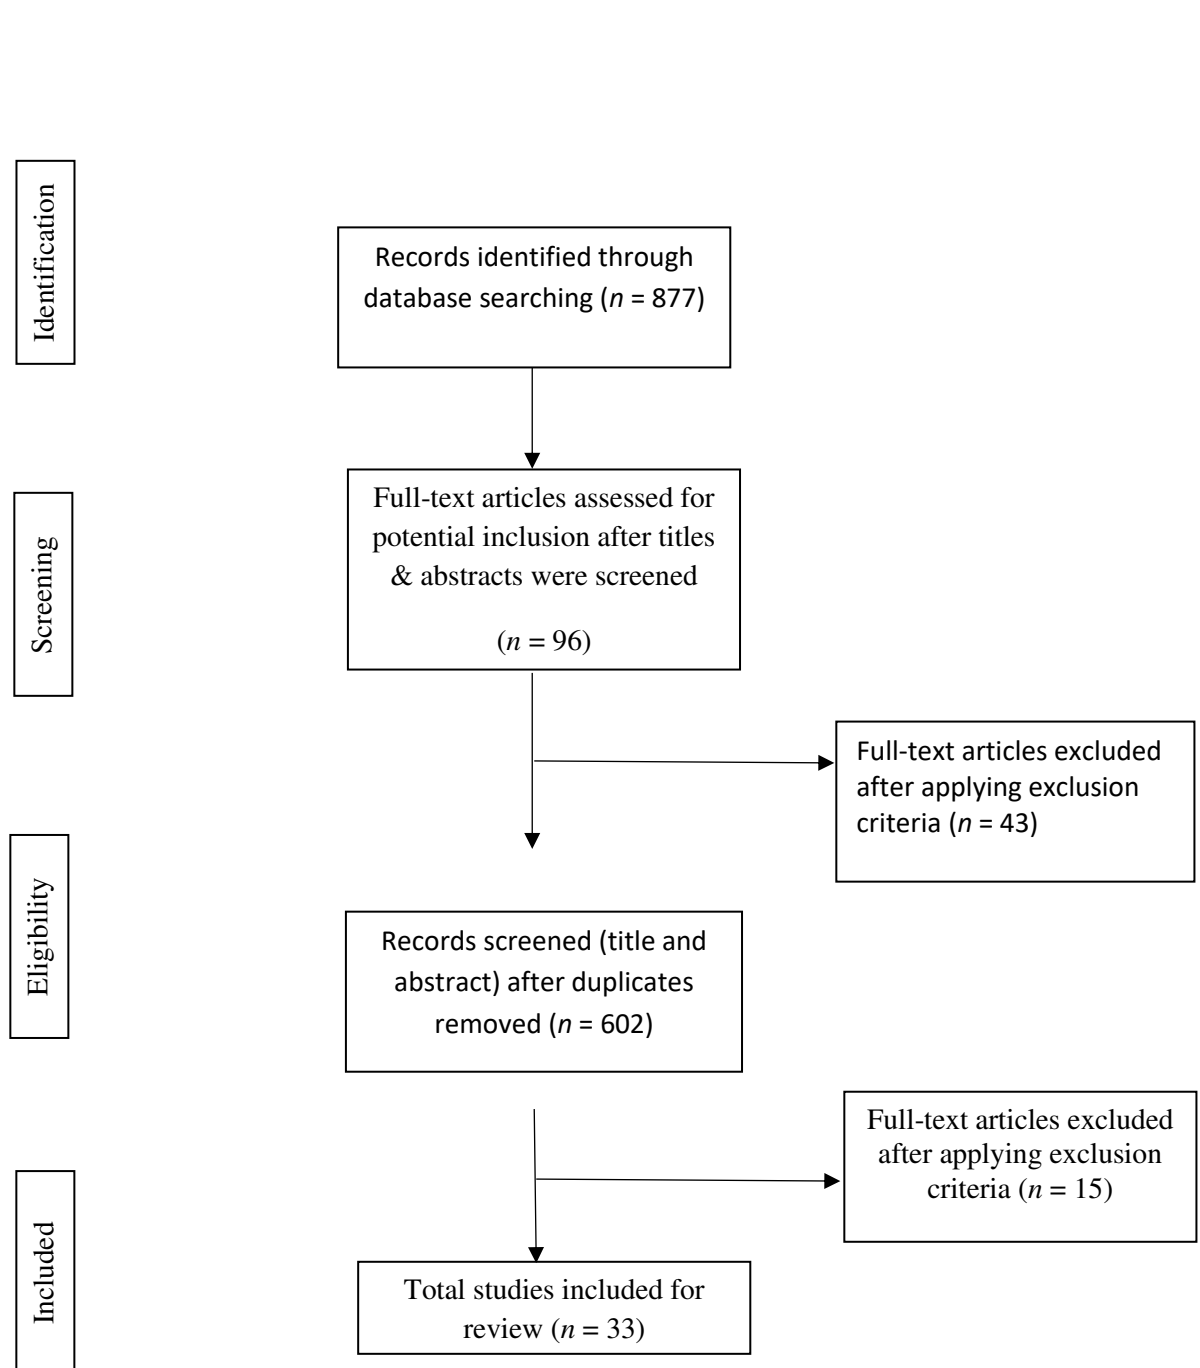 Identification
Records identified through
database searching (n = 877)
Screening
Full-text articles assessed for
potential inclusion after titles
& abstracts were screened
(n = 96)
Full-text articles excluded
after applying exclusion
criteria (n = 43)
Eligibility
Records screened (title and
abstract) after duplicates
removed (n = 602)
Full-text articles excluded
after applying exclusion
criteria (n = 15)
Included
Total studies included for
review (n = 33)